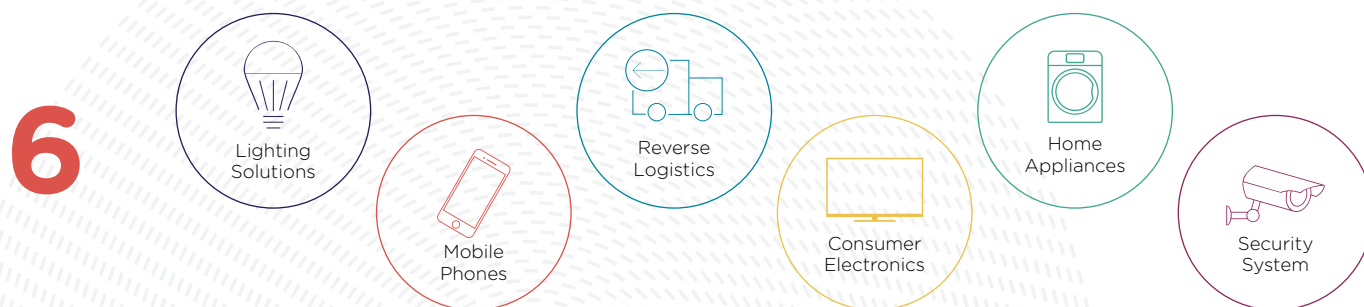 6
Lighting
Solutions
Mobile
Phones
Reverse
Logistics
Consumer
Electronics
Home
Appliances
Security
System